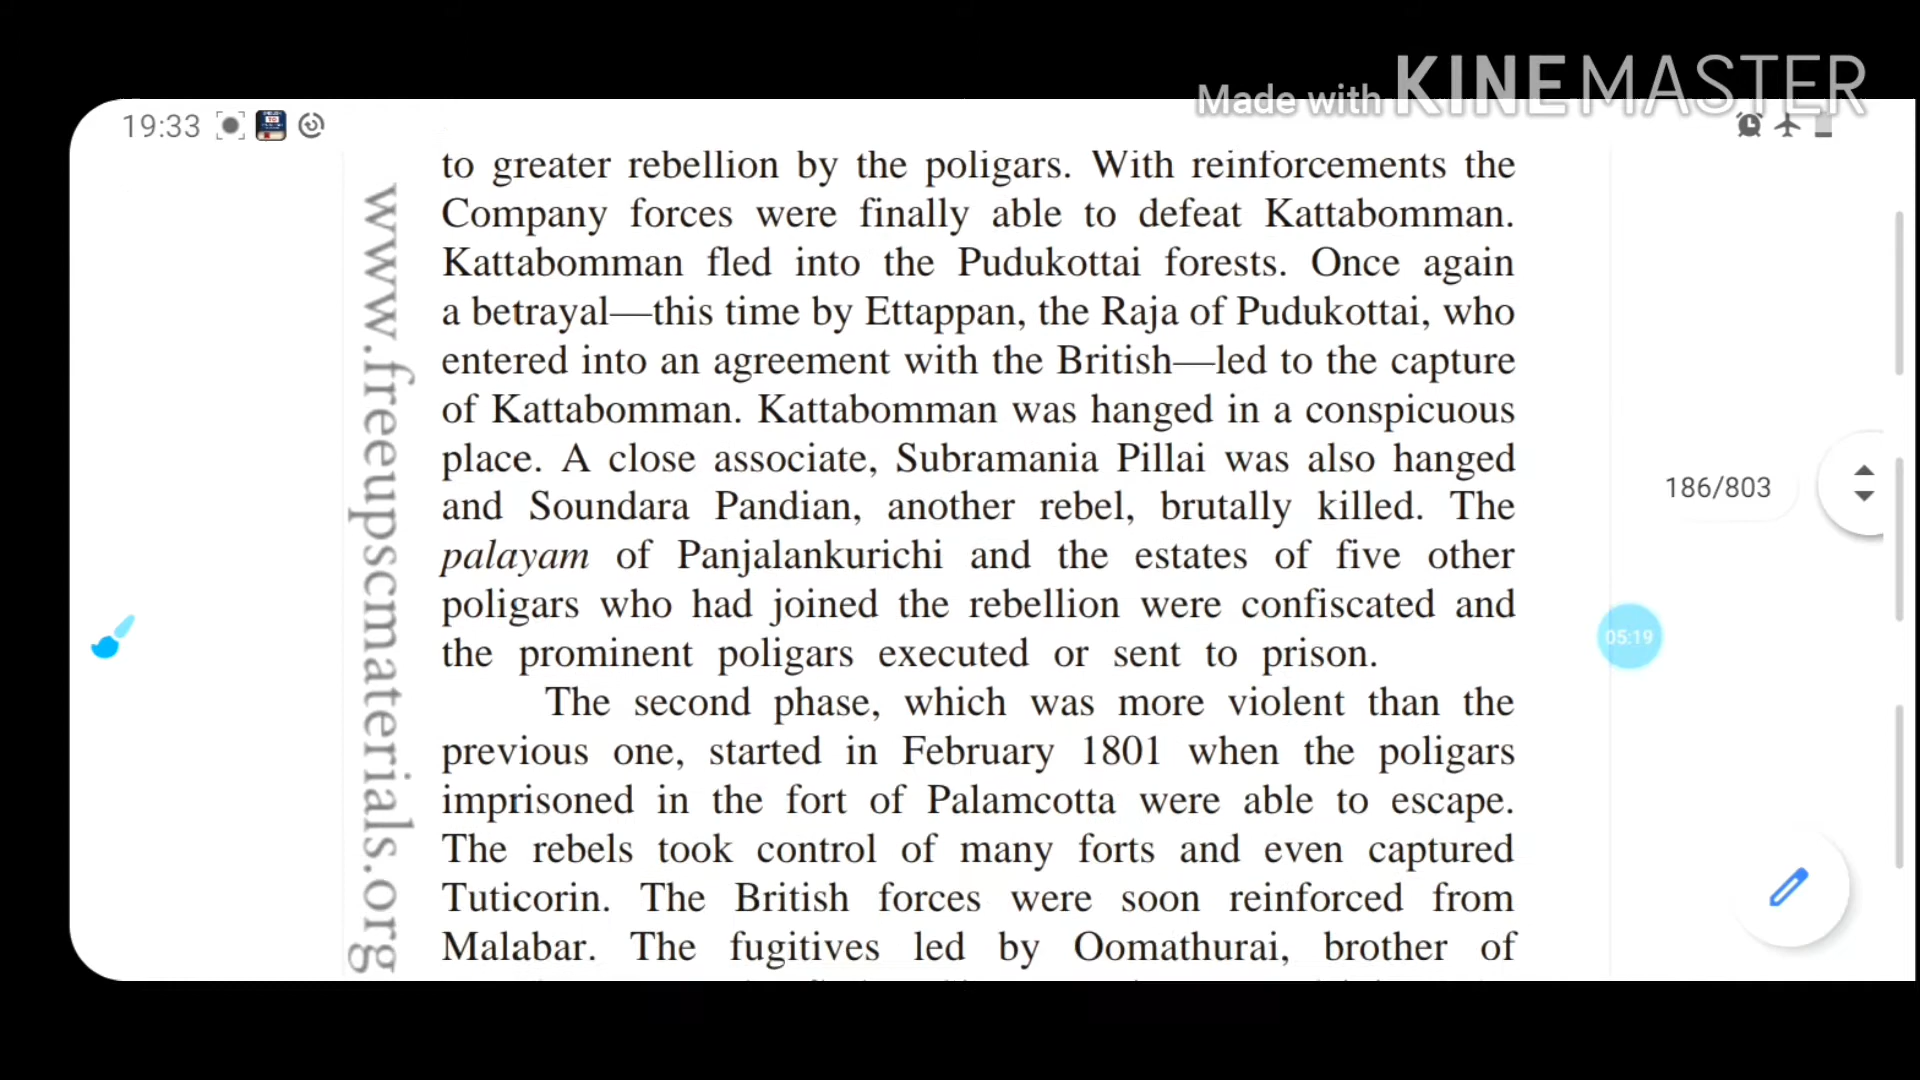 Made with KINEMASTER
19:33
to greater rebellion by the poligars. With reinforcements the
Company forces were finally able to defeat Kattabomman.
Kattabomman fled into the Pudukottai forests. Once again
a betrayal—this time by Ettappan, the Raja of Pudukottai, who
entered into an agreement with the British—led to the capture
of Kattabomman. Kattabomman was hanged in a conspicuous
place. A close associate, Subramania Pillai was also hanged
and Soundara Pandian, another rebel, brutally killed. The
palayam of Panjalankurichi and the estates of five other
poligars who had joined the rebellion were confiscated and
the prominent poligars executed or sent to prison.
The second phase, which was more violent than the
previous one, started in February 1801 when the poligars
imprisoned in the fort of Palamcotta were able to escape.
The rebels took control of many forts and even captured
Tuticorin. The British forces were soon reinforced from
Malabar. The fugitives led by Oomathurai, brother of
www.freeupscmaterials.org
186/803
05:19